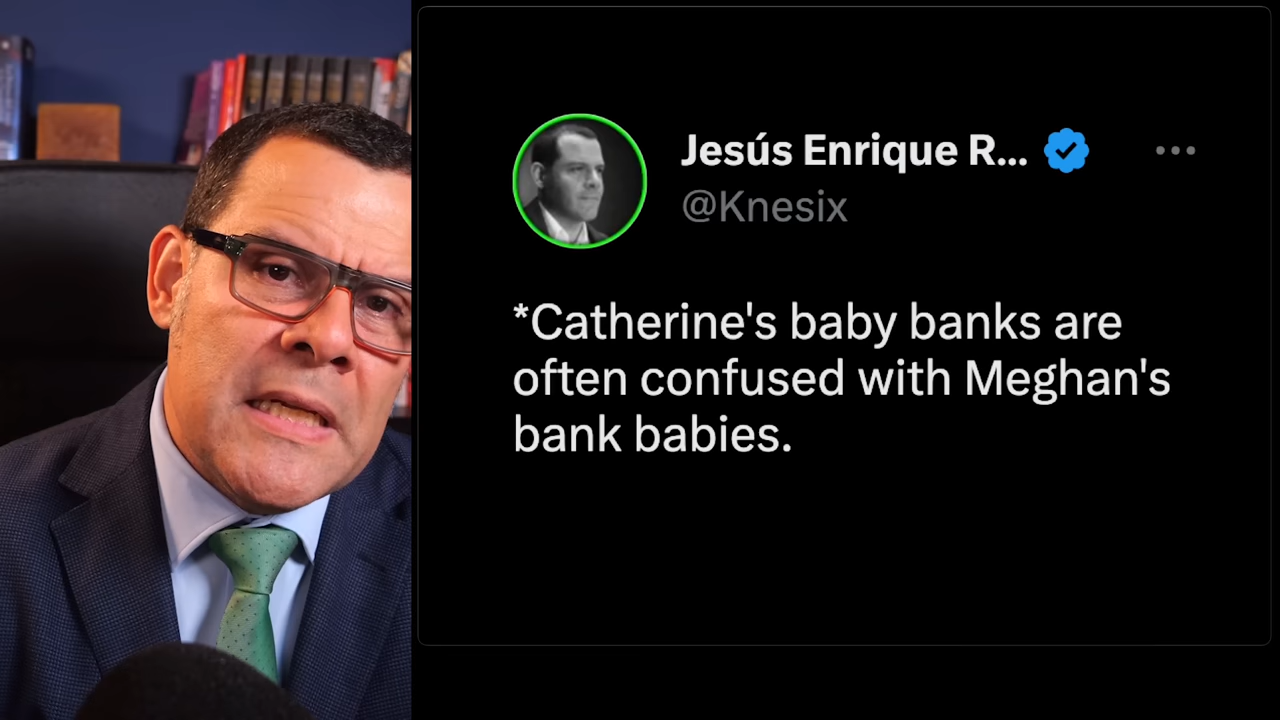 Jesús Enrique R...
@Knesix
*Catherine's baby banks are
often confused with Meghan's
bank babies.